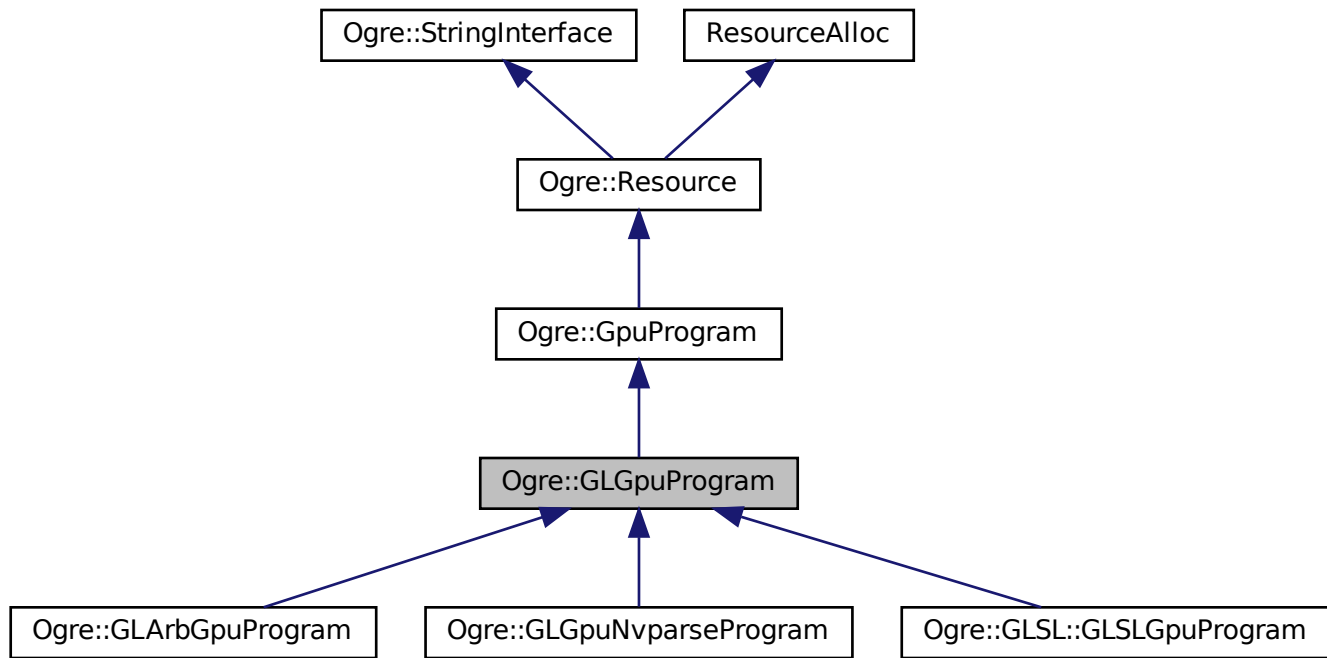 Ogre::StringInterface
ResourceAlloc
Ogre::Resource
Ogre::GpuProgram
Ogre::GLGpuProgram
Ogre::GLArbGpuProgram
Ogre::GLGpuNvparseProgram
Ogre::GLSL::GLSLGpuProgram